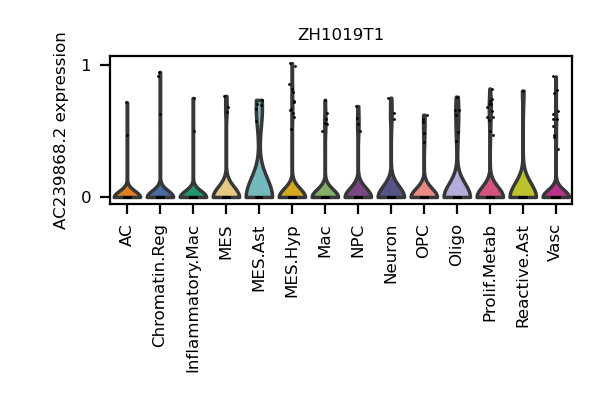 ZH1019T1
AC239868.2 expression
1
0
AC
Chromatin.Reg
Inflammatory.Mac
MES
MES.Ast
MES.Hyp
Mac
NPC
Neuron
OPC
Oligo
Prolif.Metab
Reactive.Ast
Vasc